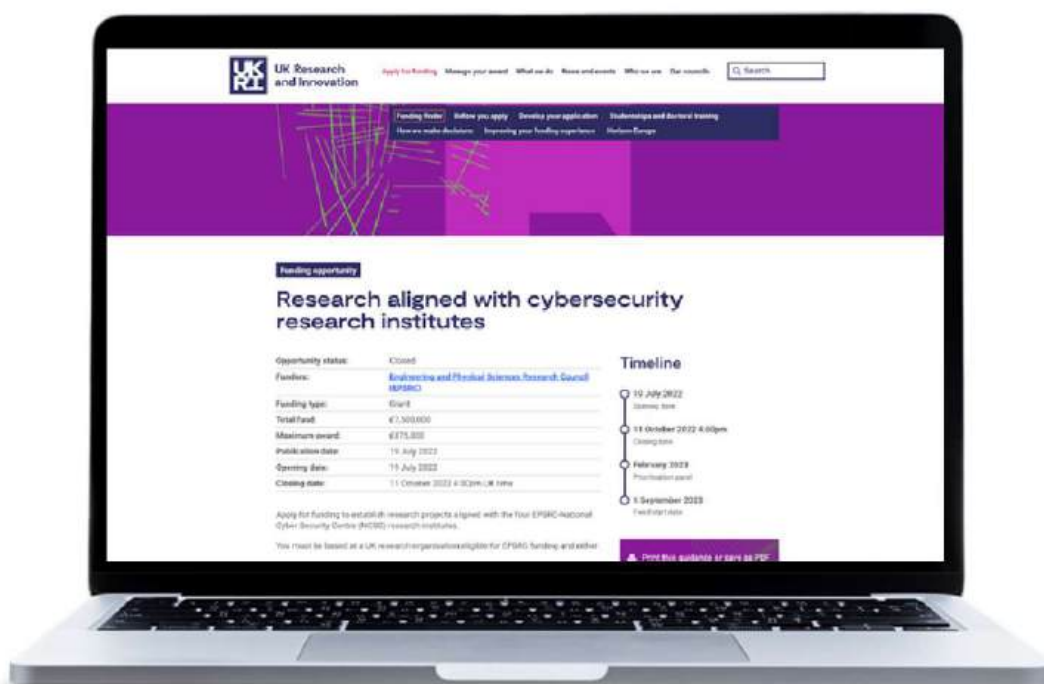 UK Research
and Innovation
Apply for funding Manage your award What we do News and events Who we are Our councils
Search
Funding finder Before you apply Develop your application Studentships and doctoral training
How we make decisions Improving your funding experience Horizon Europe
Funding opportunity
Research aligned with cybersecurity
research institutes
Opportunity status: Closed
Funders: Engineering and Physical Sciences Research Council
(EPSRC)
Funding type: Grant
Total fund: £7,500,000
Maximum award: £375,000
Publication date: 19 July 2022
Opening date: 19 July 2022
Closing date: 11 October 2022 4:00pm UK time
Timeline
19 July 2022
Opening date
11 October 2022 4:00pm
Closing date
February 2023
Prioritisation panel
1 September 2023
Fixed start date
Apply for funding to establish research projects aligned with the four EPSRC-National
Cyber Security Centre (NCSC) research institutes.
You must be based at a UK research organisation eligible for EPSRC funding and either
Print this guidance or save as PDF